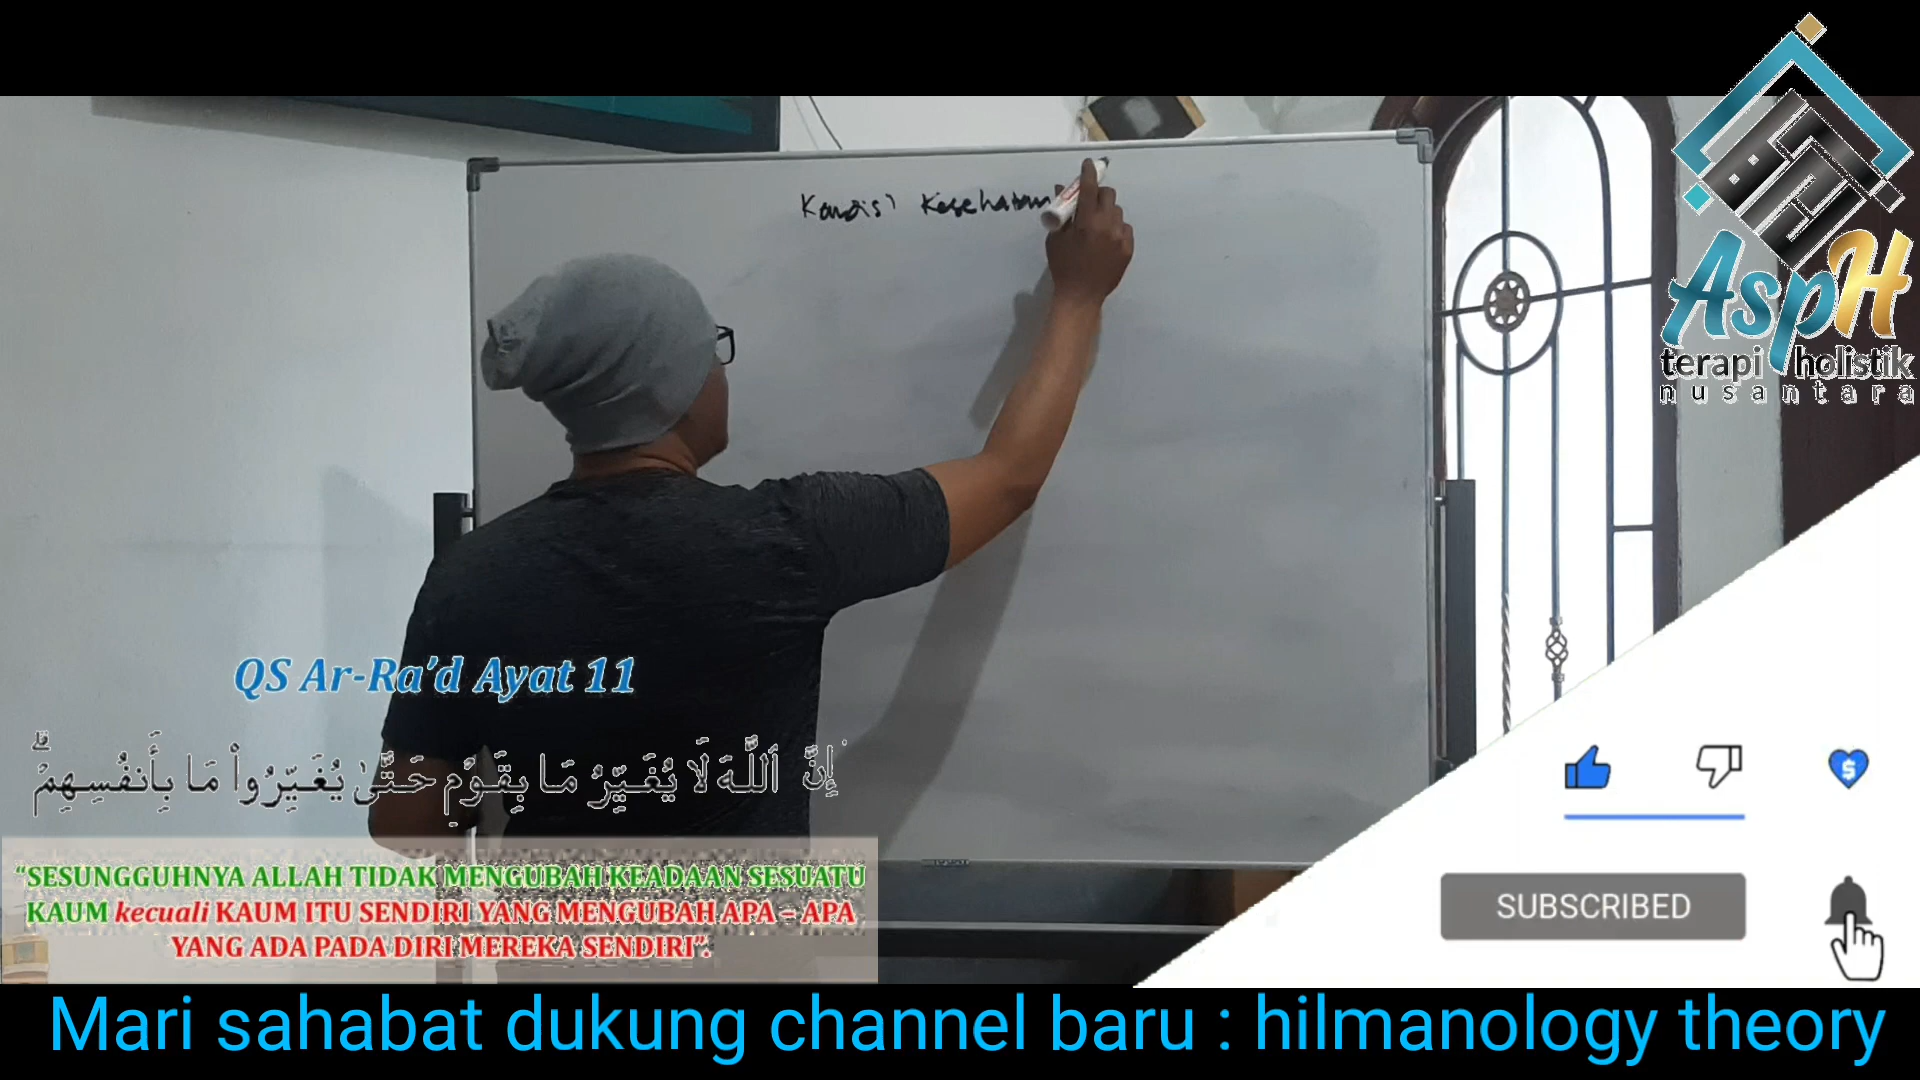 Kondisi Kesehatan
AspH
terapi holistik
nusantara
QS Ar-Ra’d Ayat 11
إِنَّ ٱللَّهَ لَا يُغَيِّرُ مَا بِقَوْمٍ حَتَّىٰ يُغَيِّرُوا۟ مَا بِأَنفُسِهِمْ ۗ
“SESUNGGUHNYA ALLAH TIDAK MENGUBAH KEADAAN SESUATU
KAUM kecuali KAUM ITU SENDIRI YANG MENGUBAH APA – APA
YANG ADA PADA DIRI MEREKA SENDIRI”.
SUBSCRIBED
Mari sahabat dukung channel baru : hilmanology theory